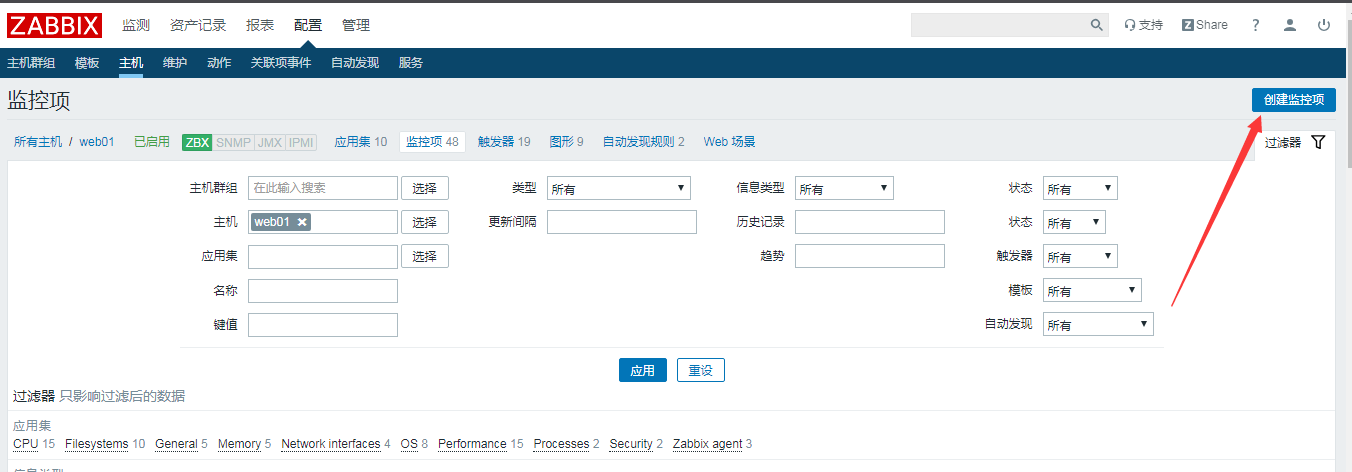 ZABBIX 监测 资产记录 报表 配置 管理 支持 Z Share ?
主机群组 模板 主机 维护 动作 关联项事件 自动发现 服务
监控项 创建监控项
所有主机 / web01 已启用 ZBX SNMP JMX IPMI 应用集 10 监控项 48 触发器 19 图形 9 自动发现规则 2 Web 场景 过滤器
主机群组 在此输入搜索 选择 类型 所有 信息类型 所有 状态 所有
主机 web01 选择 更新间隔 历史记录 状态 所有
应用集 选择 趋势 触发器 所有
名称 模板 所有
键值 自动发现 所有
应用 重设
过滤器 只影响过滤后的数据
应用集
CPU 15 Filesystems 10 General 5 Memory 5 Network interfaces 4 OS 8 Performance 15 Processes 2 Security 2 Zabbix agent 3